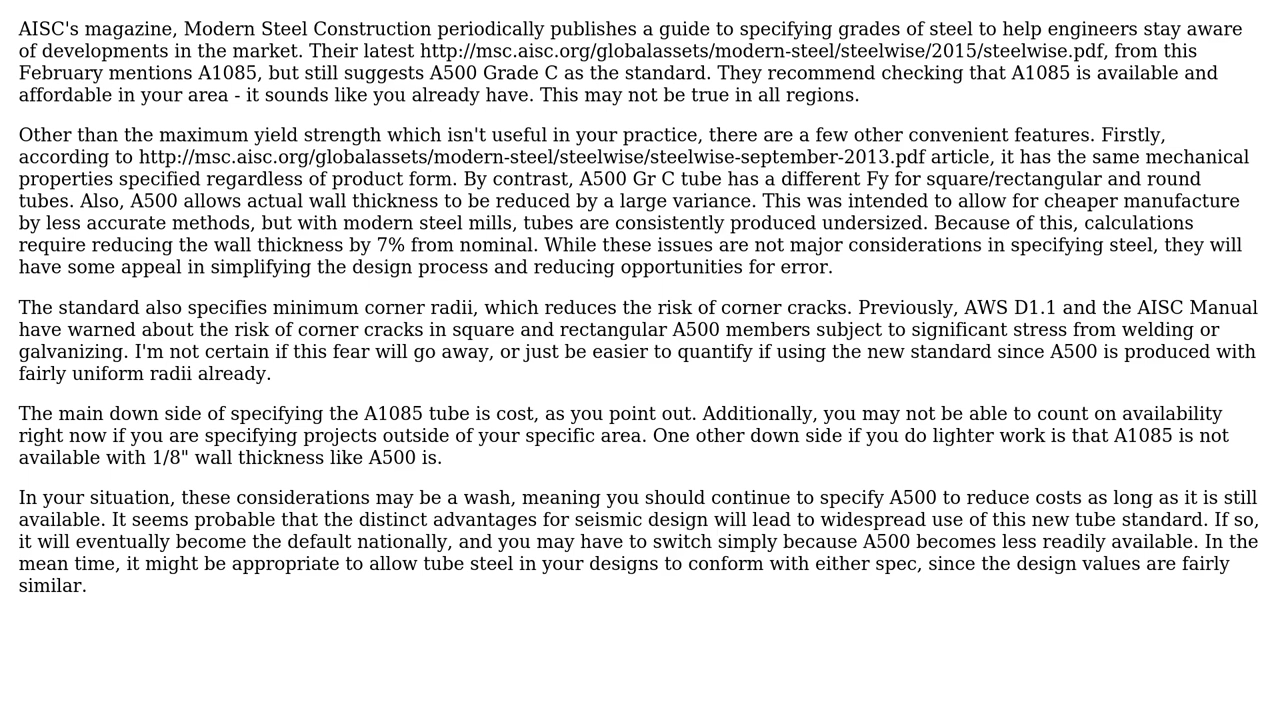 AISC's magazine, Modern Steel Construction periodically publishes a guide to specifying grades of steel to help engineers stay aware
of developments in the market. Their latest http://msc.aisc.org/globalassets/modern-steel/steelwise/2015/steelwise.pdf, from this
February mentions A1085, but still suggests A500 Grade C as the standard. They recommend checking that A1085 is available and
affordable in your area - it sounds like you already have. This may not be true in all regions.
Other than the maximum yield strength which isn't useful in your practice, there are a few other convenient features. Firstly,
according to http://msc.aisc.org/globalassets/modern-steel/steelwise/steelwise-september-2013.pdf article, it has the same mechanical
properties specified regardless of product form. By contrast, A500 Gr C tube has a different Fy for square/rectangular and round
tubes. Also, A500 allows actual wall thickness to be reduced by a large variance. This was intended to allow for cheaper manufacture
by less accurate methods, but with modern steel mills, tubes are consistently produced undersized. Because of this, calculations
require reducing the wall thickness by 7% from nominal. While these issues are not major considerations in specifying steel, they will
have some appeal in simplifying the design process and reducing opportunities for error.
The standard also specifies minimum corner radii, which reduces the risk of corner cracks. Previously, AWS D1.1 and the AISC Manual
have warned about the risk of corner cracks in square and rectangular A500 members subject to significant stress from welding or
galvanizing. I'm not certain if this fear will go away, or just be easier to quantify if using the new standard since A500 is produced with
fairly uniform radii already.
The main down side of specifying the A1085 tube is cost, as you point out. Additionally, you may not be able to count on availability
right now if you are specifying projects outside of your specific area. One other down side if you do lighter work is that A1085 is not
available with 1/8" wall thickness like A500 is.
In your situation, these considerations may be a wash, meaning you should continue to specify A500 to reduce costs as long as it is still
available. It seems probable that the distinct advantages for seismic design will lead to widespread use of this new tube standard. If so,
it will eventually become the default nationally, and you may have to switch simply because A500 becomes less readily available. In the
mean time, it might be appropriate to allow tube steel in your designs to conform with either spec, since the design values are fairly
similar.